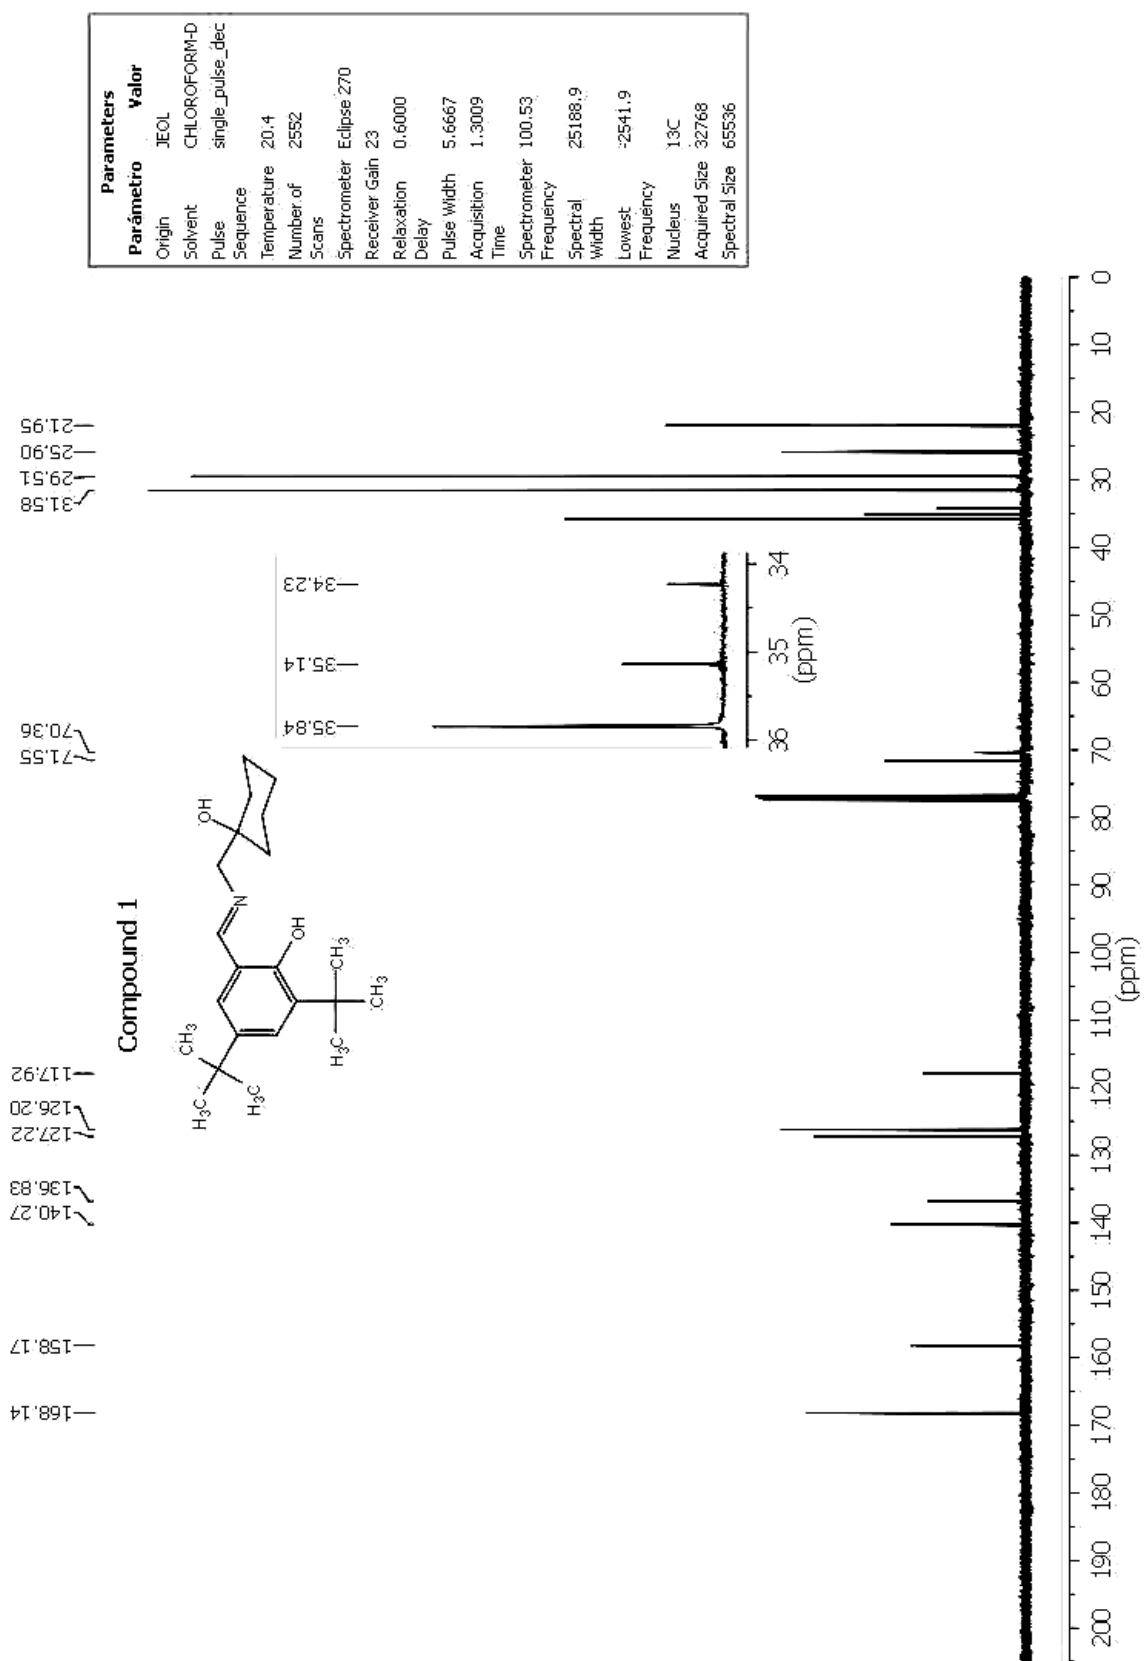 Parameters
Parámetro Valor
Origin JEOL
Solvent CHLOROFORM-D
Pulse single_pulse_dec
Sequence
Temperature 20.4
Number of 2552
Scans
Spectrometer Eclipse 270
Receiver Gain 23
Relaxation 0.6000
Delay
Pulse Width 5.6667
Acquisition 1.3009
Time
Spectrometer 100.53
Frequency
Spectral 25188.9
Width
Lowest -2541.9
Frequency
Nucleus 13C
Acquired Size 32768
Spectral Size 65536
168.14
158.17
140.27
136.83
127.22
126.20
117.92
71.55
70.36
31.58
29.51
25.90
21.95
Compound 1
H3C
CH3
H3C
H3C
CH3
CH3
OH
N
OH
35.84
35.14
34.23
36 35 34
(ppm)
200 190 180 170 160 150 140 130 120 110 100 90 80 70 60 50 40 30 20 10 0
(ppm)